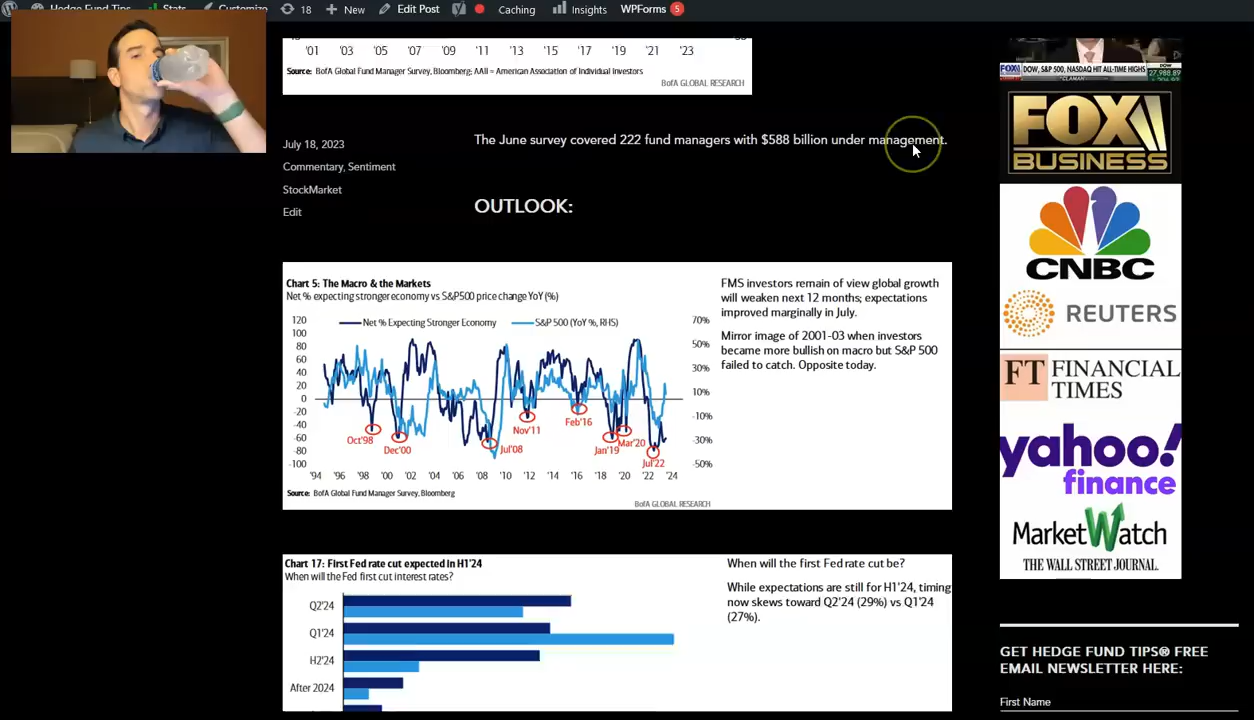 Hedge Fund Tips
Stats
Customize
18
New
Edit Post
Caching
Insights
WPForms
5
'01 '03 '05 '07 '09 '11 '13 '15 '17 '19 '21 '23
Source: BofA Global Fund Manager Survey, Bloomberg; AAII = American Association of Individual Investors
BofA GLOBAL RESEARCH
July 18, 2023
Commentary, Sentiment
StockMarket
Edit
The June survey covered 222 fund managers with $588 billion under management.
OUTLOOK:
Chart 5: The Macro & the Markets
Net % expecting stronger economy vs S&P500 price change YoY (%)
Net % Expecting Stronger Economy
S&P 500 (YoY %, RHS)
120
100
80
60
40
20
0
-20
-40
-60
-80
-100
70%
50%
30%
10%
-10%
-30%
-50%
Oct'98
Dec'00
Jul'08
Nov'11
Feb'16
Jan'19
Mar'20
Jul'22
'94 '96 '98 '00 '02 '04 '06 '08 '10 '12 '14 '16 '18 '20 '22 '24
Source: BofA Global Fund Manager Survey, Bloomberg
BofA GLOBAL RESEARCH
FMS investors remain of view global growth
will weaken next 12 months; expectations
improved marginally in July.
Mirror image of 2001-03 when investors
became more bullish on macro but S&P 500
failed to catch. Opposite today.
Chart 17: First Fed rate cut expected in H1'24
When will the Fed first cut interest rates?
Q2'24
Q1'24
H2'24
After 2024
When will the first Fed rate cut be?
While expectations are still for H1'24, timing
now skews toward Q2'24 (29%) vs Q1'24
(27%).
FOX
DOW, S&P 500, NASDAQ HIT ALL-TIME HIGHS
CLAMAN
DOW
27,988.89
FOX
BUSINESS
CNBC
REUTERS
FT FINANCIAL
TIMES
yahoo!
finance
MarketWatch
THE WALL STREET JOURNAL.
GET HEDGE FUND TIPS® FREE
EMAIL NEWSLETTER HERE:
First Name